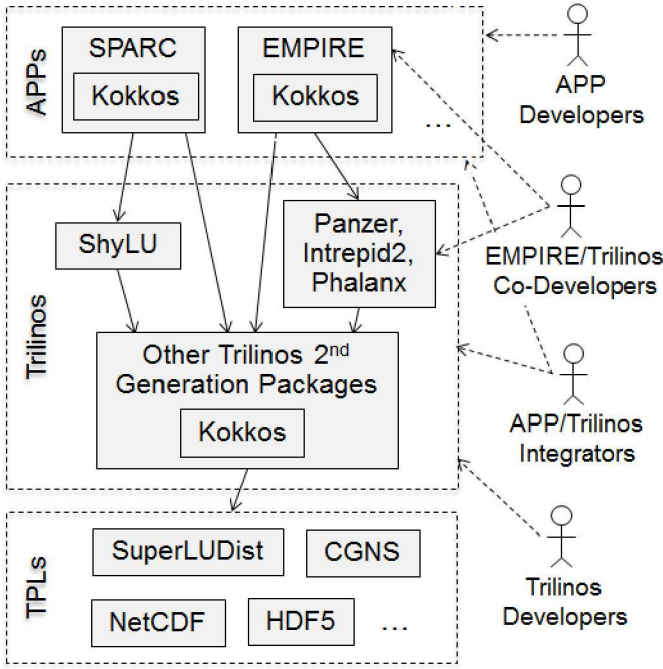 APPs
SPARC
Kokkos
EMPIRE
Kokkos
...
APP
Developers
Trilinos
ShyLU
Panzer,
Intrepid2,
Phalanx
EMPIRE/Trilinos
Co-Developers
Other Trilinos 2nd
Generation Packages
Kokkos
APP/Trilinos
Integrators
TPLs
SuperLUDist
CGNS
NetCDF
HDF5
...
Trilinos
Developers